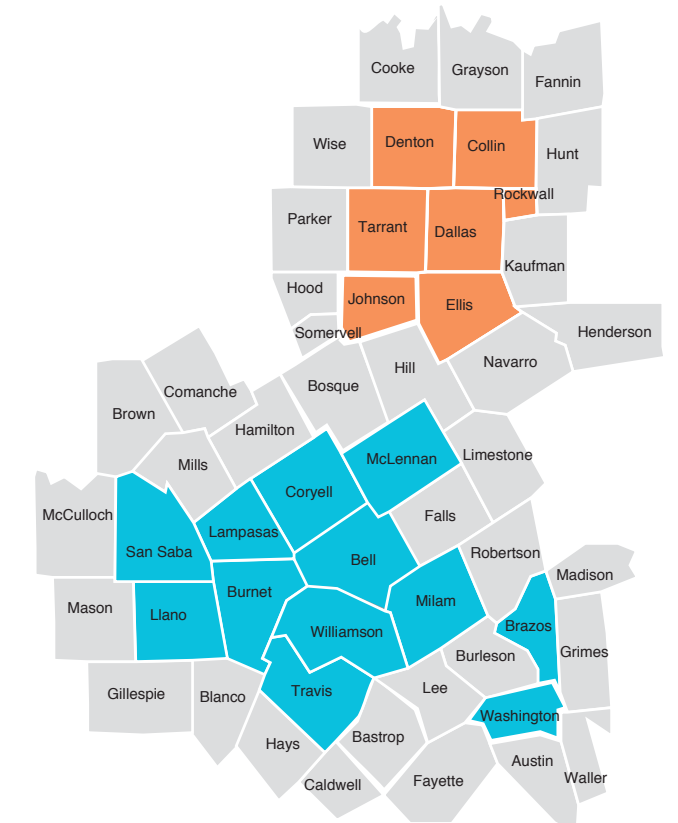 Cooke
Grayson
Fannin
Wise
Denton
Collin
Hunt
Rockwall
Parker
Tarrant
Dallas
Kaufman
Hood
Johnson
Ellis
Somervell
Henderson
Navarro
Hill
Bosque
Comanche
Brown
Hamilton
McLennan
Limestone
Mills
Coryell
McCulloch
Falls
Lampasas
San Saba
Robertson
Bell
Madison
Burnet
Milam
Mason
Llano
Brazos
Williamson
Grimes
Burleson
Lee
Travis
Gillespie
Blanco
Washington
Bastrop
Hays
Austin
Waller
Fayette
Caldwell